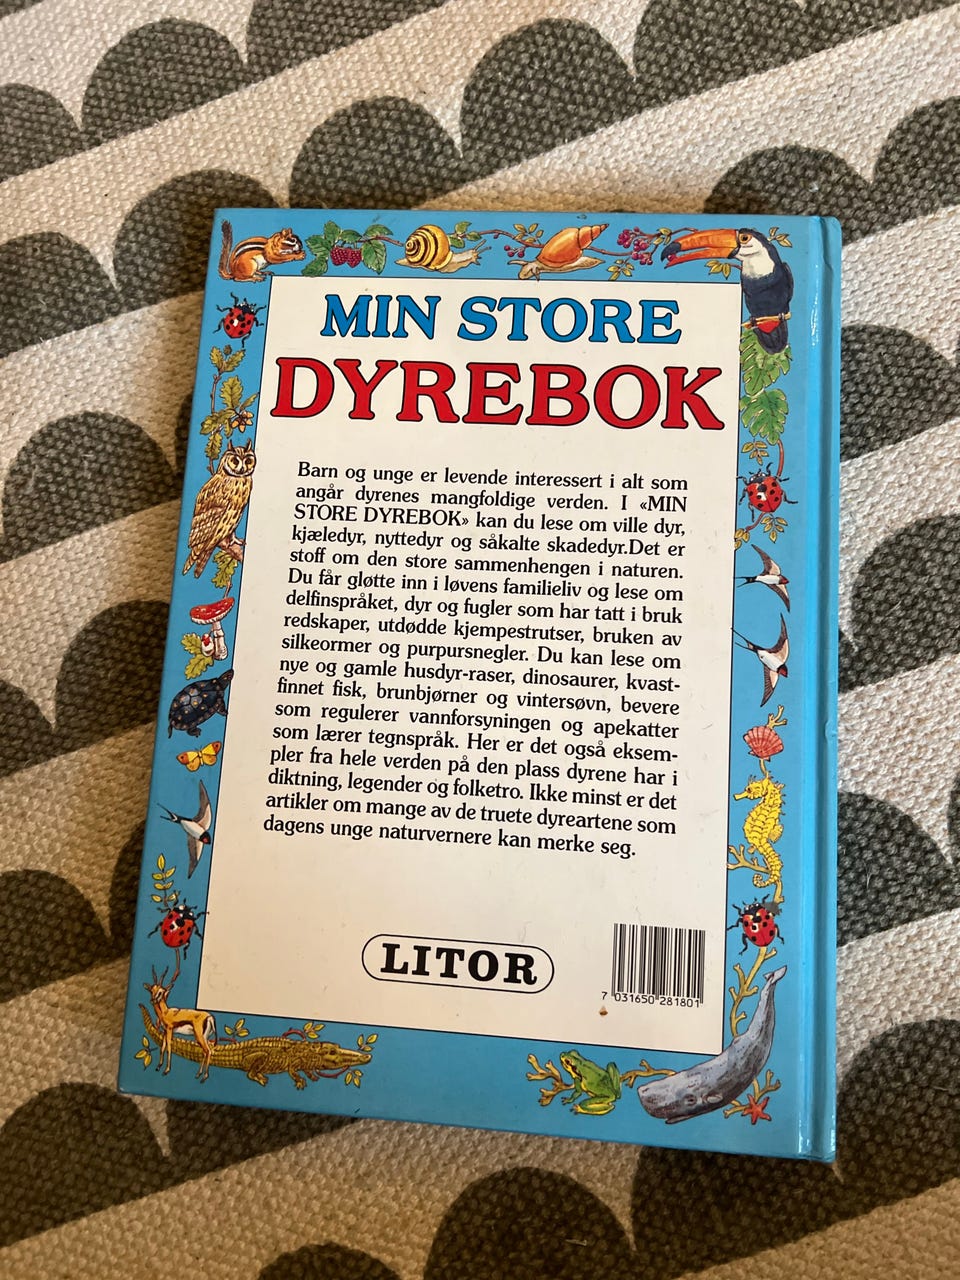 MIN STORE
DYREBOK
Barn og unge er levende interessert i alt som
angår dyrenes mangfoldige verden. I «MIN
STORE DYREBOK» kan du lese om ville dyr,
kjæledyr, nyttedyr og såkalte skadedyr.Det er
stoff om den store sammenhengen i naturen.
Du får gløtte inn i løvens familieliv og lese om
delfinspråket, dyr og fugler som har tatt i bruk
redskaper, utdødde kjempestrutser, bruken av
silkeormer og purpursnegler. Du kan lese om
nye og gamle husdyr-raser, dinosaurer, kvast-
finnet fisk, brunbjørner og vintersøvn, bevere
som regulerer vannforsyningen og apekatter
som lærer tegnspråk. Her er det også eksem-
pler fra hele verden på den plass dyrene har i
diktning, legender og folketro. Ikke minst er det
artikler om mange av de truete dyreartene som
dagens unge naturvernere kan merke seg.
LITOR
7 031650 281801